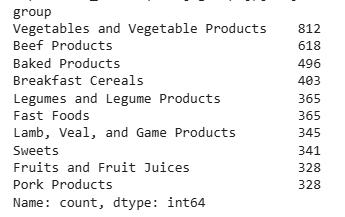 group
Vegetables and Vegetable Products    812
Beef Products                        618
Baked Products                       496
Breakfast Cereals                    403
Legumes and Legume Products          365
Fast Foods                           365
Lamb, Veal, and Game Products        345
Sweets                               341
Fruits and Fruit Juices              328
Pork Products                        328
Name: count, dtype: int64